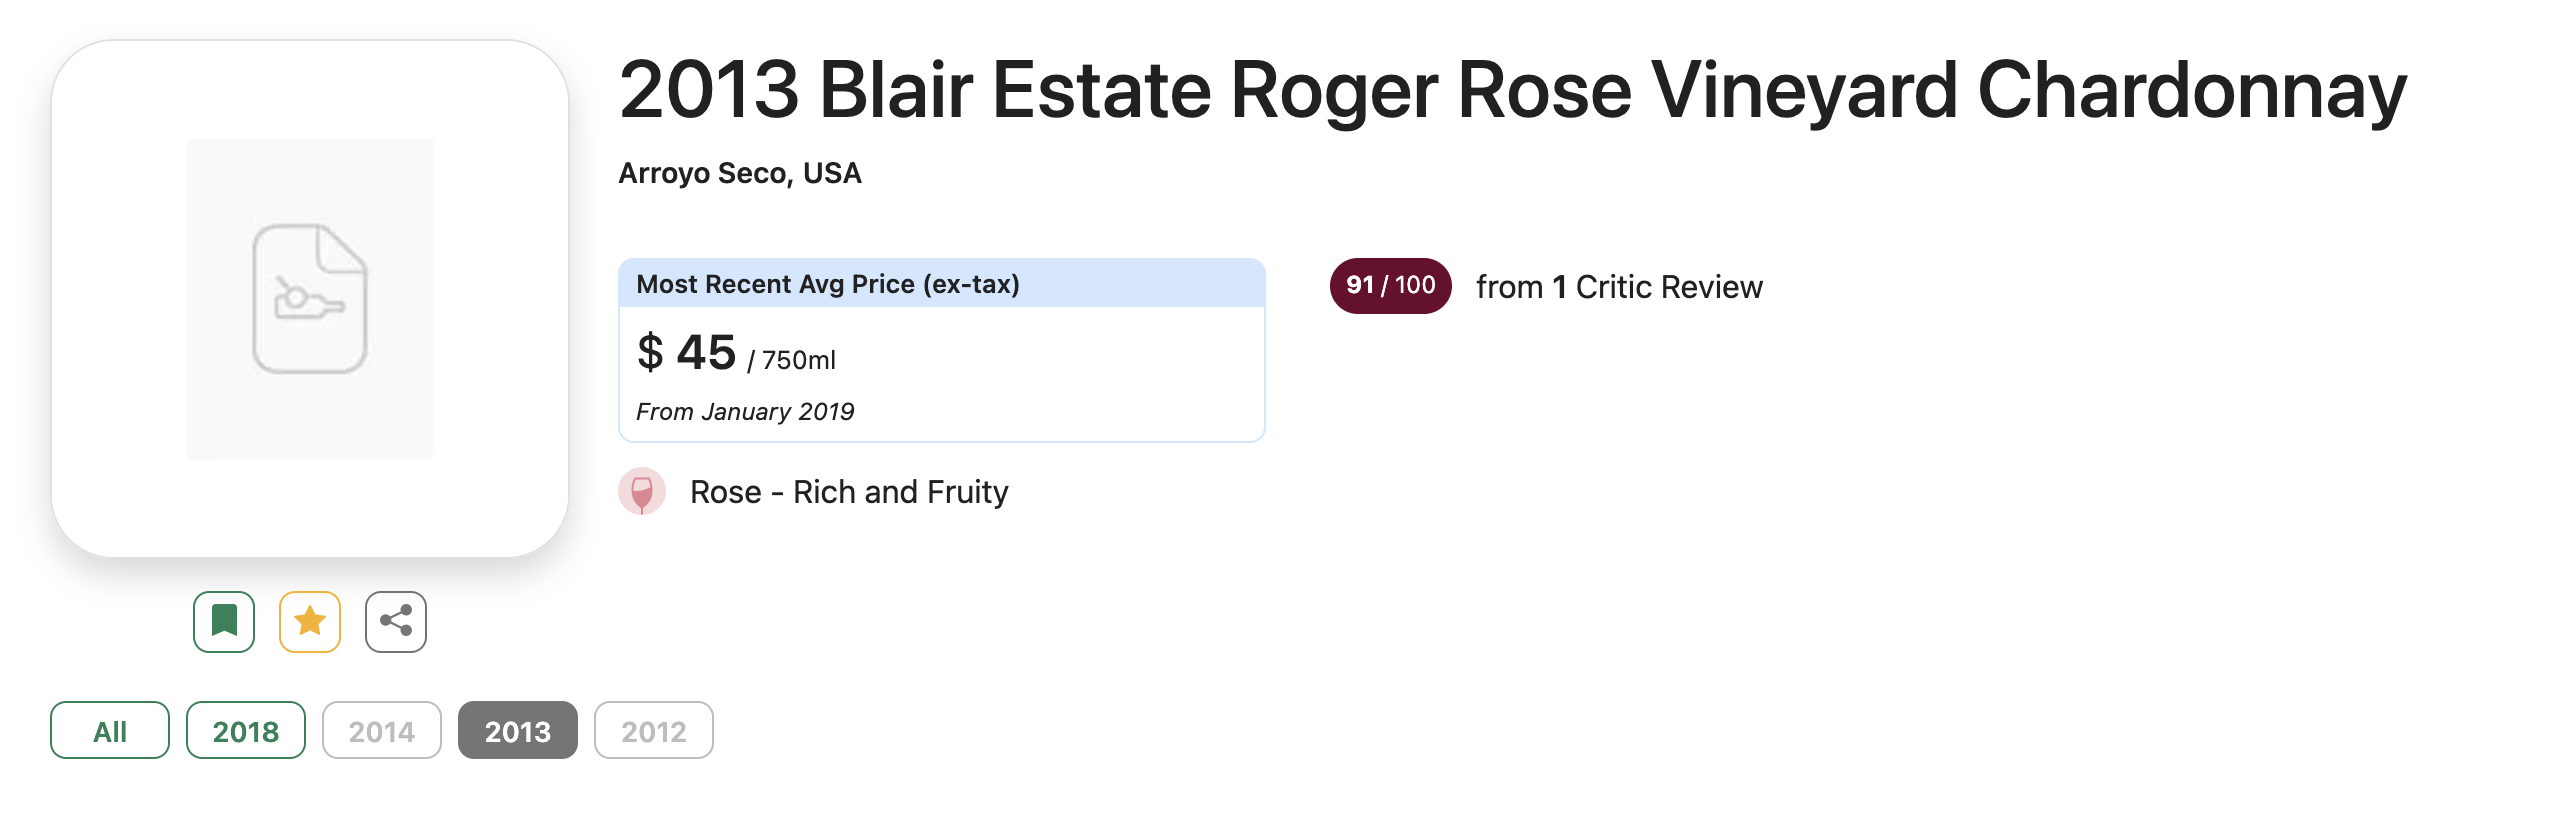 2013 Blair Estate Roger Rose Vineyard Chardonnay
Arroyo Seco, USA
Most Recent Avg Price (ex-tax)
$ 45 / 750ml
From January 2019
91 / 100 from 1 Critic Review
Rose - Rich and Fruity
All 2018 2014 2013 2012